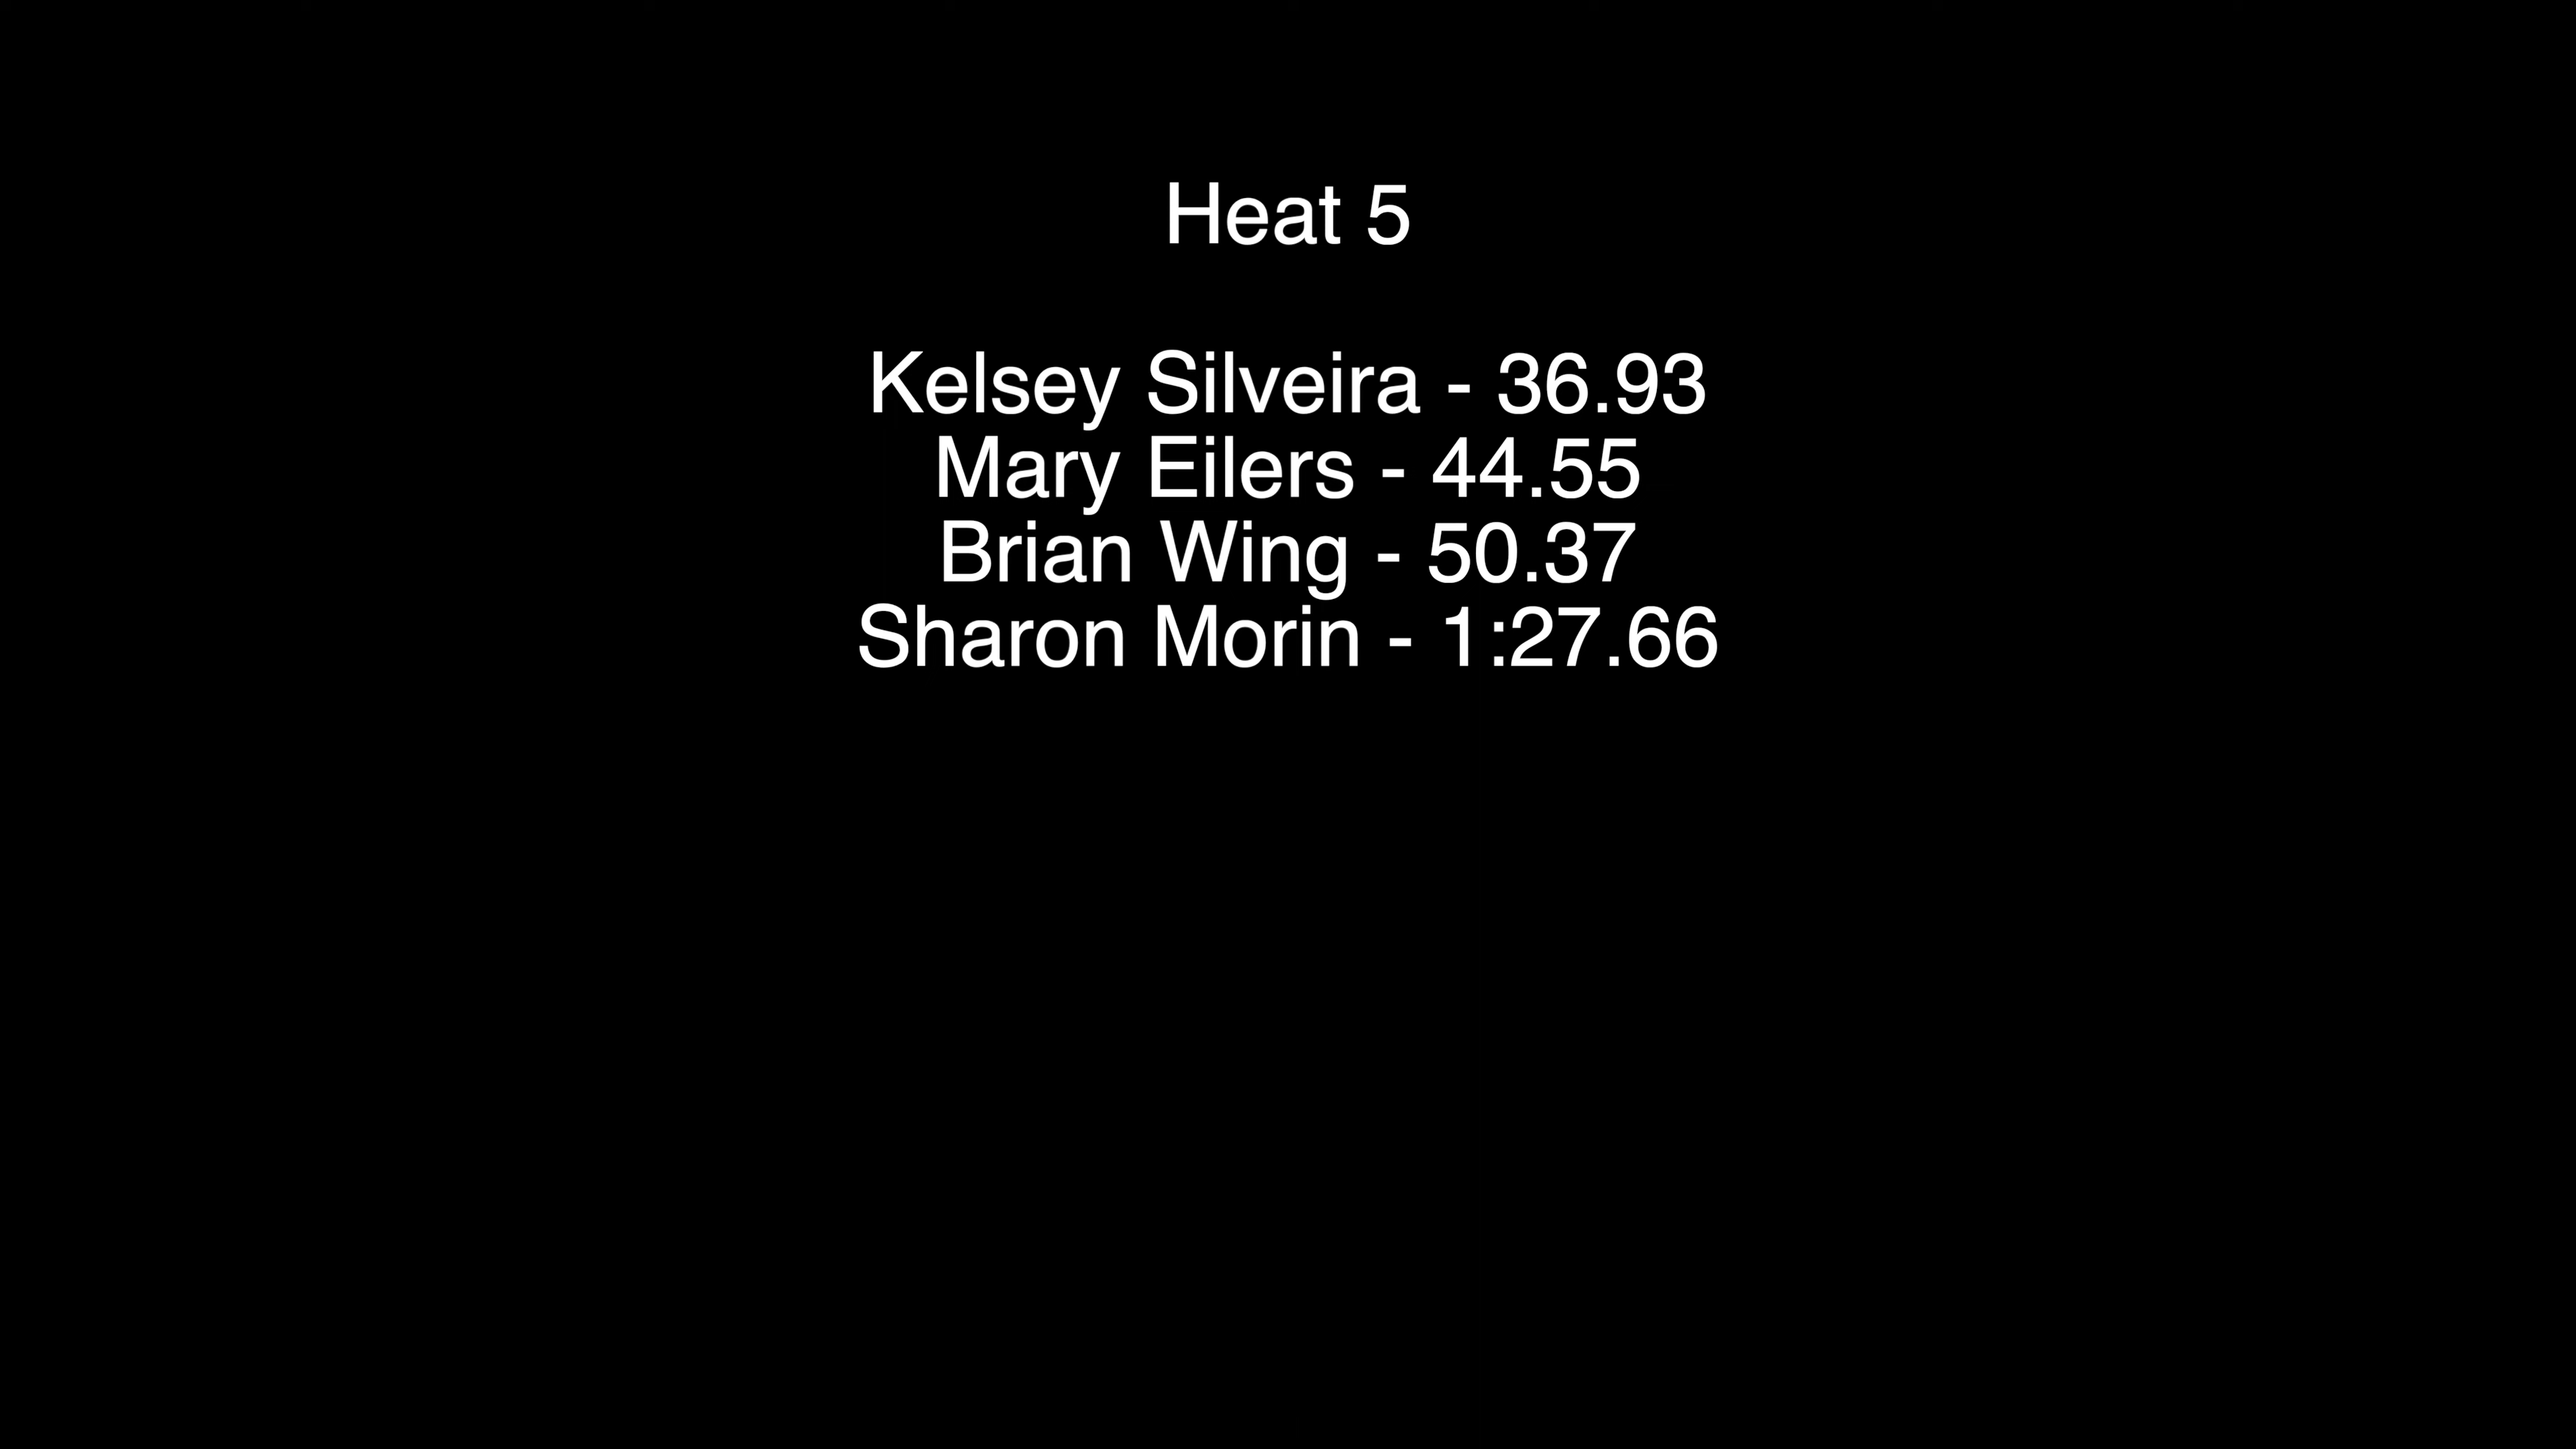 Heat 5
Kelsey Silveira - 36.93
Mary Eilers - 44.55
Brian Wing - 50.37
Sharon Morin - 1:27.66